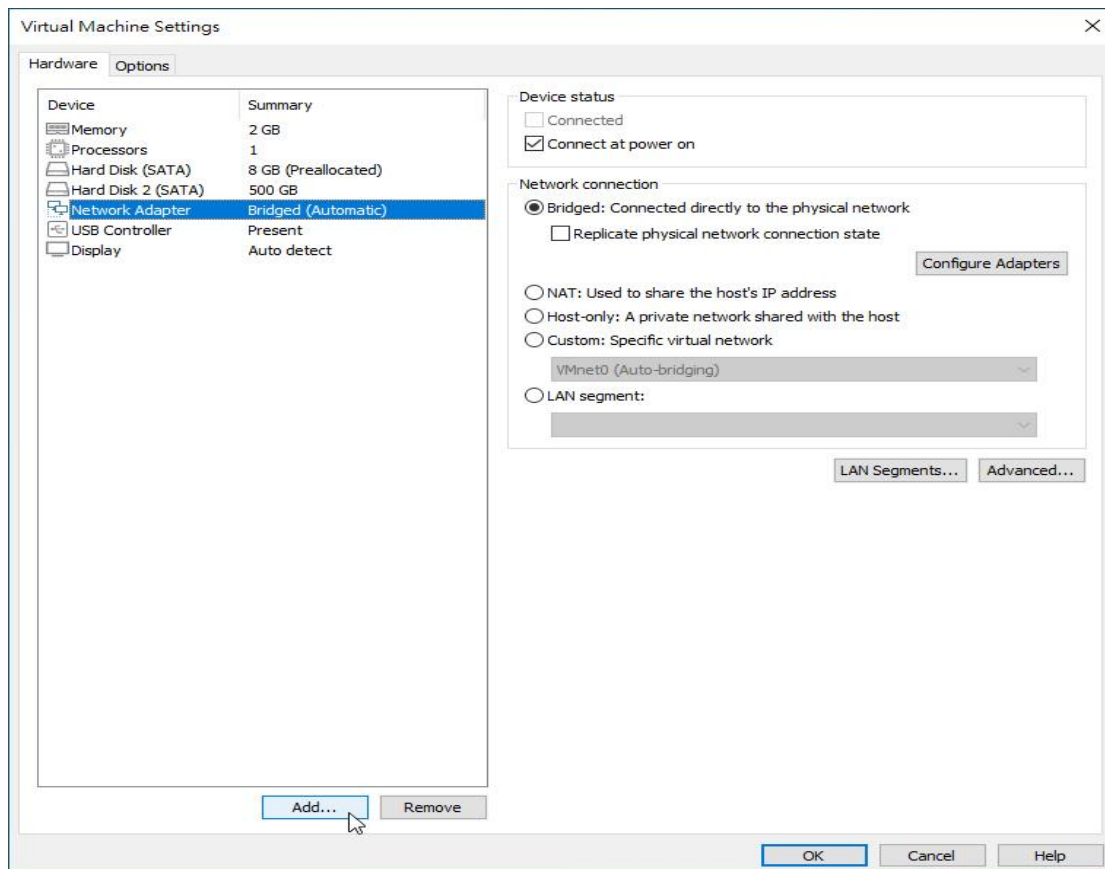 Virtual Machine Settings
Hardware Options
Device Summary
Memory 2 GB
Processors 1
Hard Disk (SATA) 8 GB (Preallocated)
Hard Disk 2 (SATA) 500 GB
Network Adapter Bridged (Automatic)
USB Controller Present
Display Auto detect
Add... Remove
Device status
Connected
Connect at power on
Network connection
Bridged: Connected directly to the physical network
Replicate physical network connection state
Configure Adapters
NAT: Used to share the host's IP address
Host-only: A private network shared with the host
Custom: Specific virtual network
VMnet0 (Auto-bridging)
LAN segment:
LAN Segments... Advanced...
OK Cancel Help